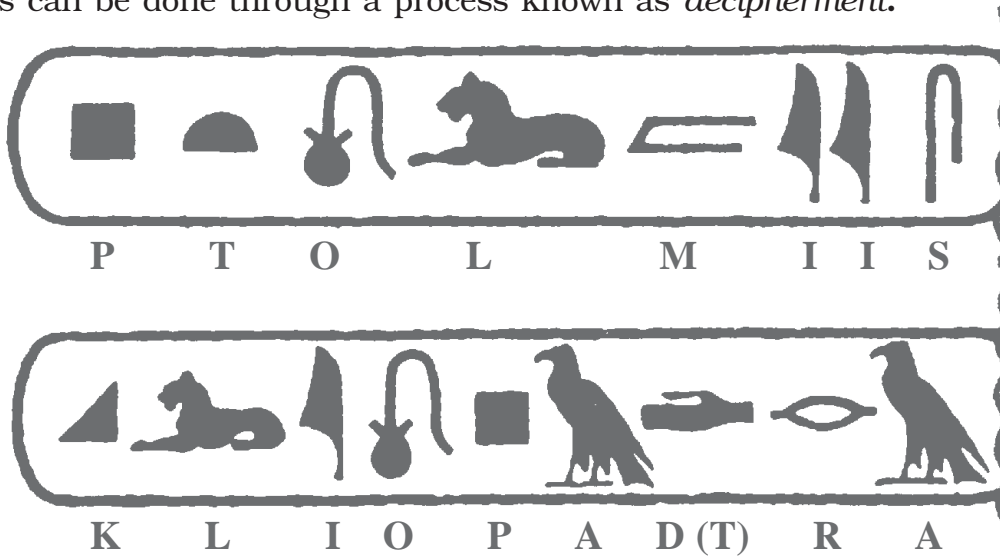 s can be done through a process known as decipherment.
P T O L M I I S
K L I O P A D (T) R A